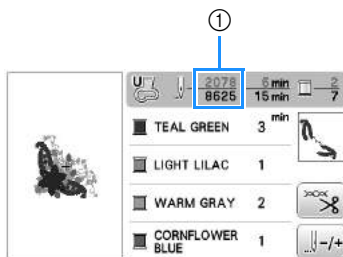 ①
U 2078 6 min 2
8625 15 min 7
min
TEAL GREEN 3
LIGHT LILAC 1
WARM GRAY 2
CORNFLOWER
BLUE 1
-/+